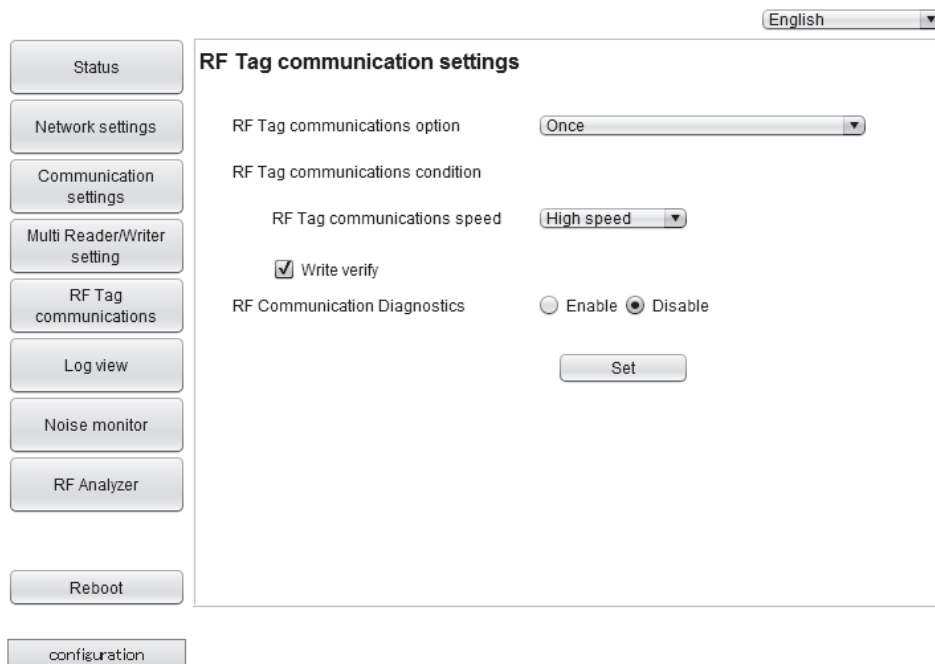 English
Status
RF Tag communication settings
Network settings
RF Tag communications option
Once
Communication
settings
RF Tag communications condition
RF Tag communications speed
High speed
Multi Reader/Writer
setting
Write verify
RF Tag
communications
RF Communication Diagnostics
Enable
Disable
Log view
Set
Noise monitor
RF Analyzer
Reboot
configuration